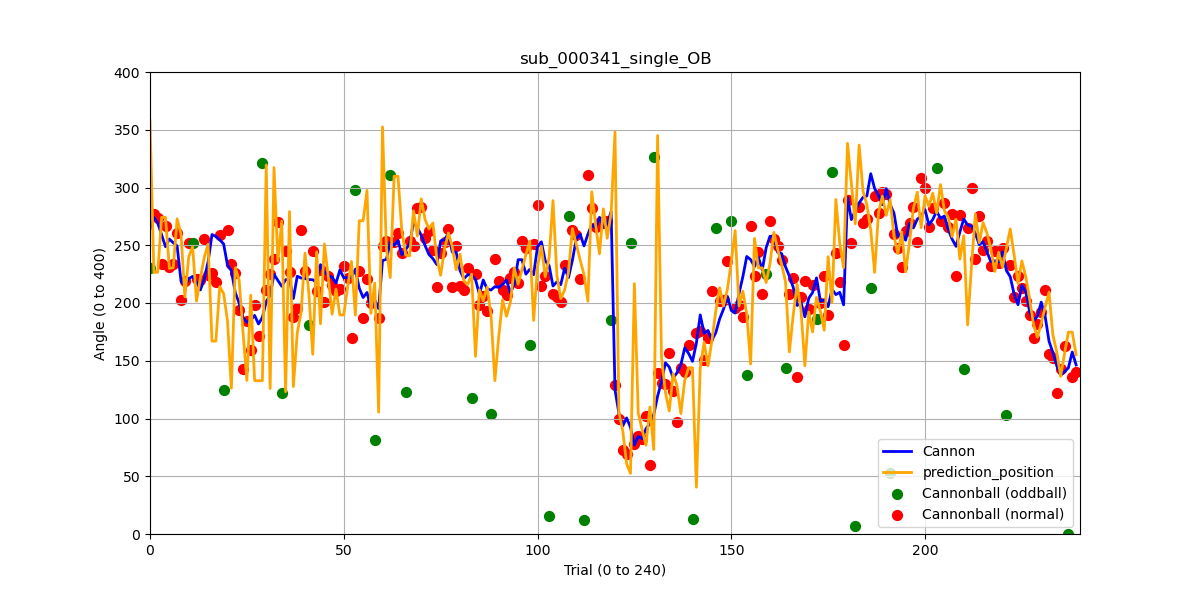 sub_000341_single_OB
Angle (0 to 400)
400
350
300
250
200
150
100
50
0
0
50
100
150
200
Trial (0 to 240)
Cannon
prediction_position
Cannonball (oddball)
Cannonball (normal)